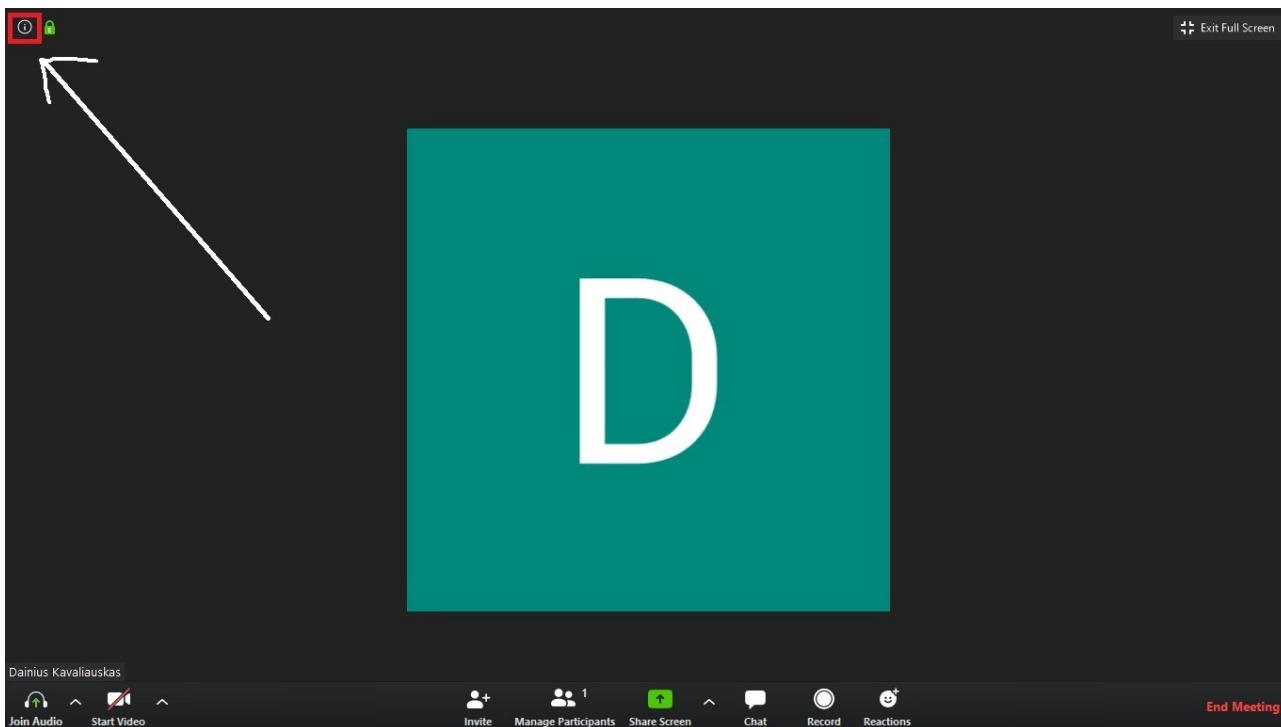 Exit Full Screen
D
Dainius Kavaliauskas
1
Join Audio Start Video Invite Manage Participants Share Screen Chat Record Reactions End Meeting